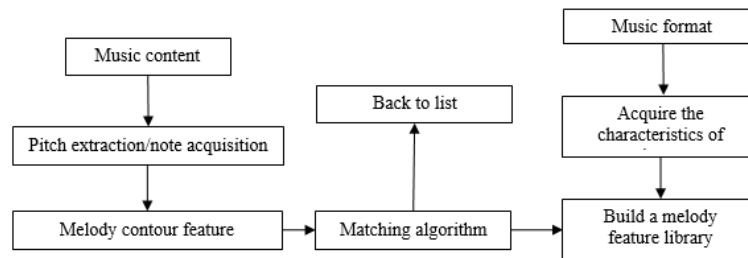 Music content
Pitch extraction/note acquisition
Melody contour feature
Back to list
Matching algorithm
Music format
Acquire the
characteristics of
Build a melody
feature library